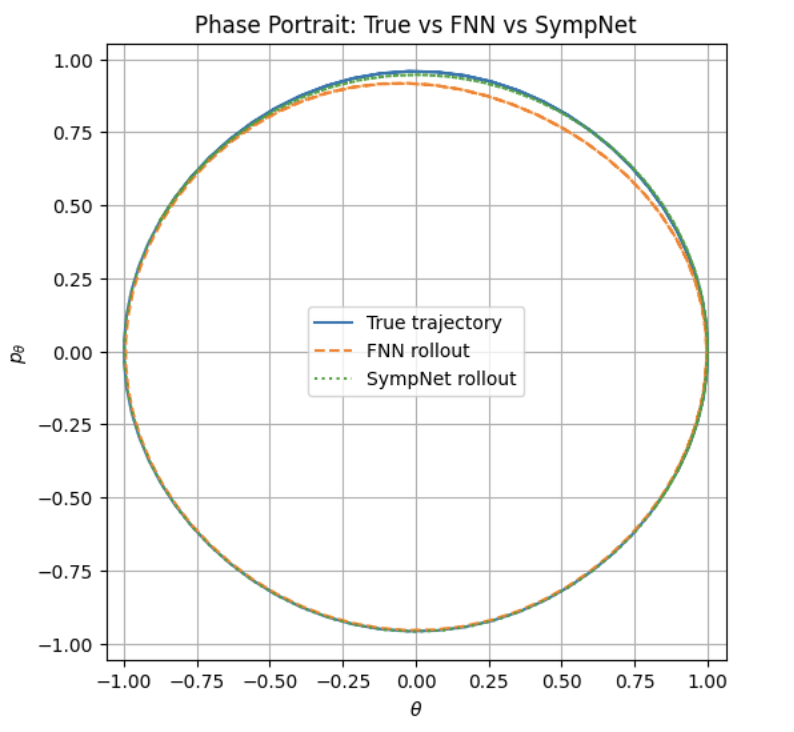 Phase Portrait: True vs FNN vs SympNet
1.00
0.75
0.50
0.25
0.00
−0.25
−0.50
−0.75
−1.00
pθ
True trajectory
FNN rollout
SympNet rollout
−1.00 −0.75 −0.50 −0.25 0.00 0.25 0.50 0.75 1.00
θ